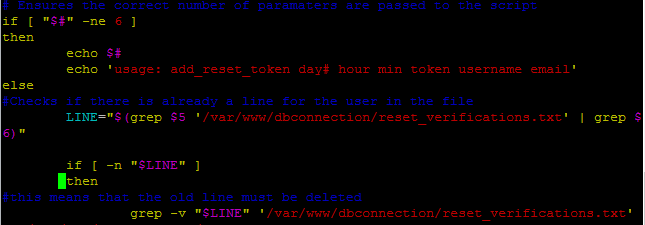 # Ensures the correct number of paramaters are passed to the script
if [ "$#" -ne 6 ]
then
echo $#
echo 'usage: add_reset_token day# hour min token username email'
else
#Checks if there is already a line for the user in the file
LINE="$(grep $5 '/var/www/dbconnection/reset_verifications.txt' | grep $
6)"
if [ -n "$LINE" ]
then
#this means that the old line must be deleted
grep -v "$LINE" '/var/www/dbconnection/reset_verifications.txt'